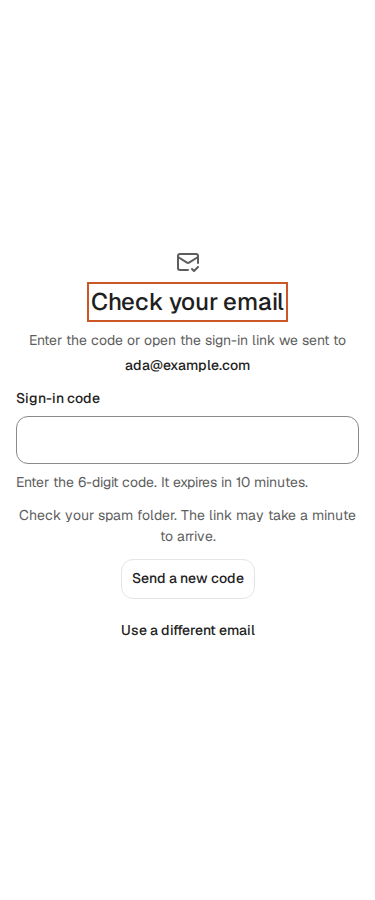 Check your email
Enter the code or open the sign-in link we sent to
ada@example.com
Sign-in code
Enter the 6-digit code. It expires in 10 minutes.
Check your spam folder. The link may take a minute
to arrive.
Send a new code
Use a different email